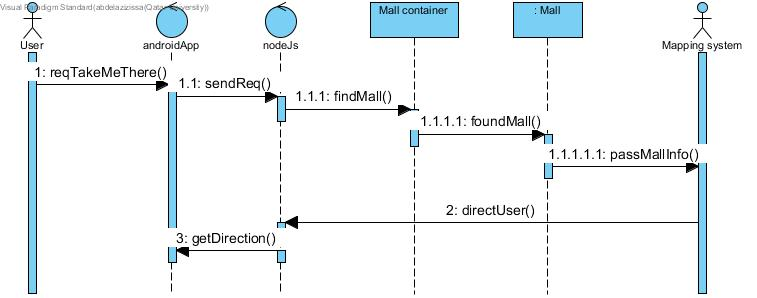 Visual Paradigm Standard(abdelazizissa(Qatar University))
Mall container
: Mall
User
androidApp
nodeJs
Mapping system
1: reqTakeMeThere()
1.1: sendReq()
1.1.1: findMall()
1.1.1.1: foundMall()
1.1.1.1.1: passMallInfo()
2: directUser()
3: getDirection()